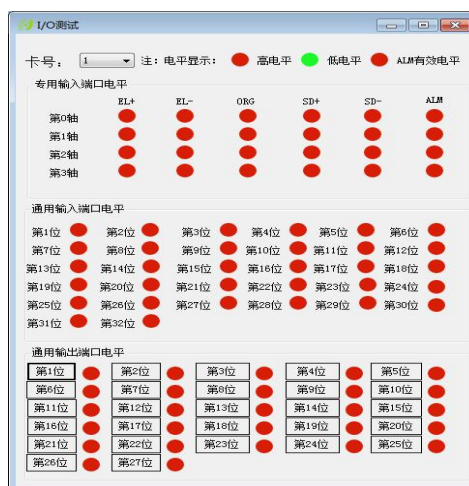 I/O测试
卡号： 1 注：电平显示： 高电平 低电平 ALM有效电平
专用输入端口电平
EL+ EL- ORG SD+ SD- ALM
第0轴
第1轴
第2轴
第3轴
通用输入端口电平
第1位 第2位 第3位 第4位 第5位 第6位
第7位 第8位 第9位 第10位 第11位 第12位
第13位 第14位 第15位 第16位 第17位 第18位
第19位 第20位 第21位 第22位 第23位 第24位
第25位 第26位 第27位 第28位 第29位 第30位
第31位 第32位
通用输出端口电平
第1位 第2位 第3位 第4位 第5位
第6位 第7位 第8位 第9位 第10位
第11位 第12位 第13位 第14位 第15位
第16位 第17位 第18位 第19位 第20位
第21位 第22位 第23位 第24位 第25位
第26位 第27位